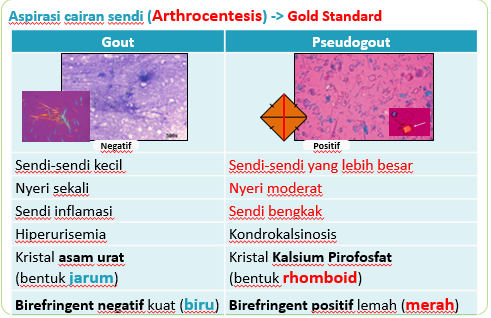 Aspirasi cairan sendi (Arthrocentesis) -> Gold Standard
Gout
Pseudogout
Negatif
Positif
Sendi-sendi kecil
Sendi-sendi yang lebih besar
Nyeri sekali
Nyeri moderat
Sendi inflamasi
Sendi bengkak
Hiperurisemia
Kondrokalsinosis
Kristal asam urat
(bentuk jarum)
Kristal Kalsium Pirofosfat
(bentuk rhomboid)
Birefringent negatif kuat (biru)
Birefringent positif lemah (merah)